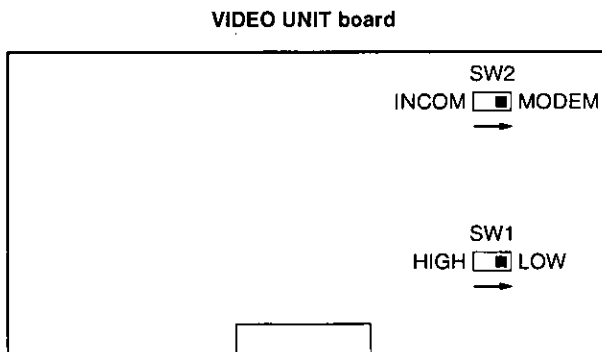 VIDEO UNIT board
SW2
INCOM MODEM
SW1
HIGH LOW